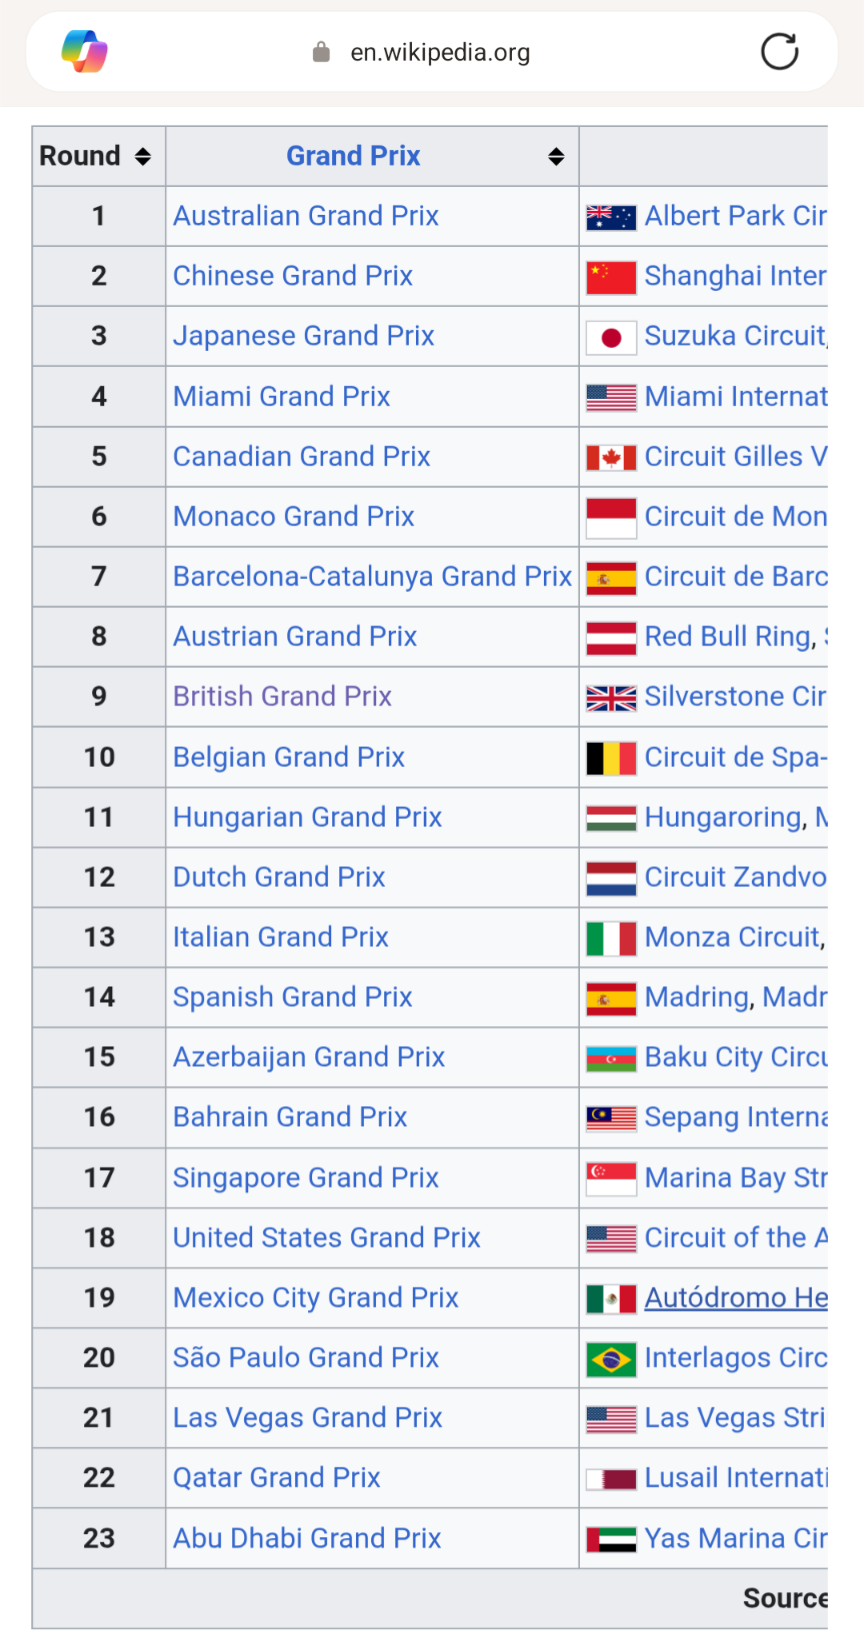 en.wikipedia.org
Round Grand Prix
1 Australian Grand Prix Albert Park Cir
2 Chinese Grand Prix Shanghai Inter
3 Japanese Grand Prix Suzuka Circuit,
4 Miami Grand Prix Miami Internat
5 Canadian Grand Prix Circuit Gilles V
6 Monaco Grand Prix Circuit de Mon
7 Barcelona-Catalunya Grand Prix Circuit de Barc
8 Austrian Grand Prix Red Bull Ring,
9 British Grand Prix Silverstone Cir
10 Belgian Grand Prix Circuit de Spa-
11 Hungarian Grand Prix Hungaroring, M
12 Dutch Grand Prix Circuit Zandvo
13 Italian Grand Prix Monza Circuit,
14 Spanish Grand Prix Madring, Madr
15 Azerbaijan Grand Prix Baku City Circu
16 Bahrain Grand Prix Sepang Interna
17 Singapore Grand Prix Marina Bay Str
18 United States Grand Prix Circuit of the A
19 Mexico City Grand Prix Autódromo He
20 São Paulo Grand Prix Interlagos Circ
21 Las Vegas Grand Prix Las Vegas Stri
22 Qatar Grand Prix Lusail Internati
23 Abu Dhabi Grand Prix Yas Marina Cir
Source